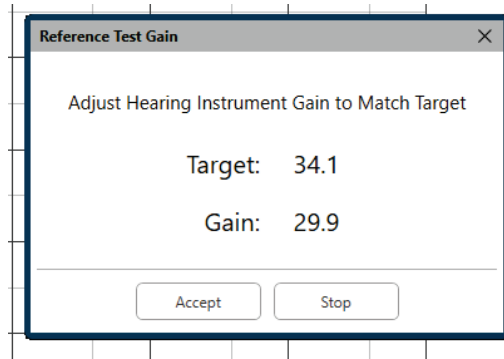 Reference Test Gain
Adjust Hearing Instrument Gain to Match Target
Target: 34.1
Gain: 29.9
Accept Stop